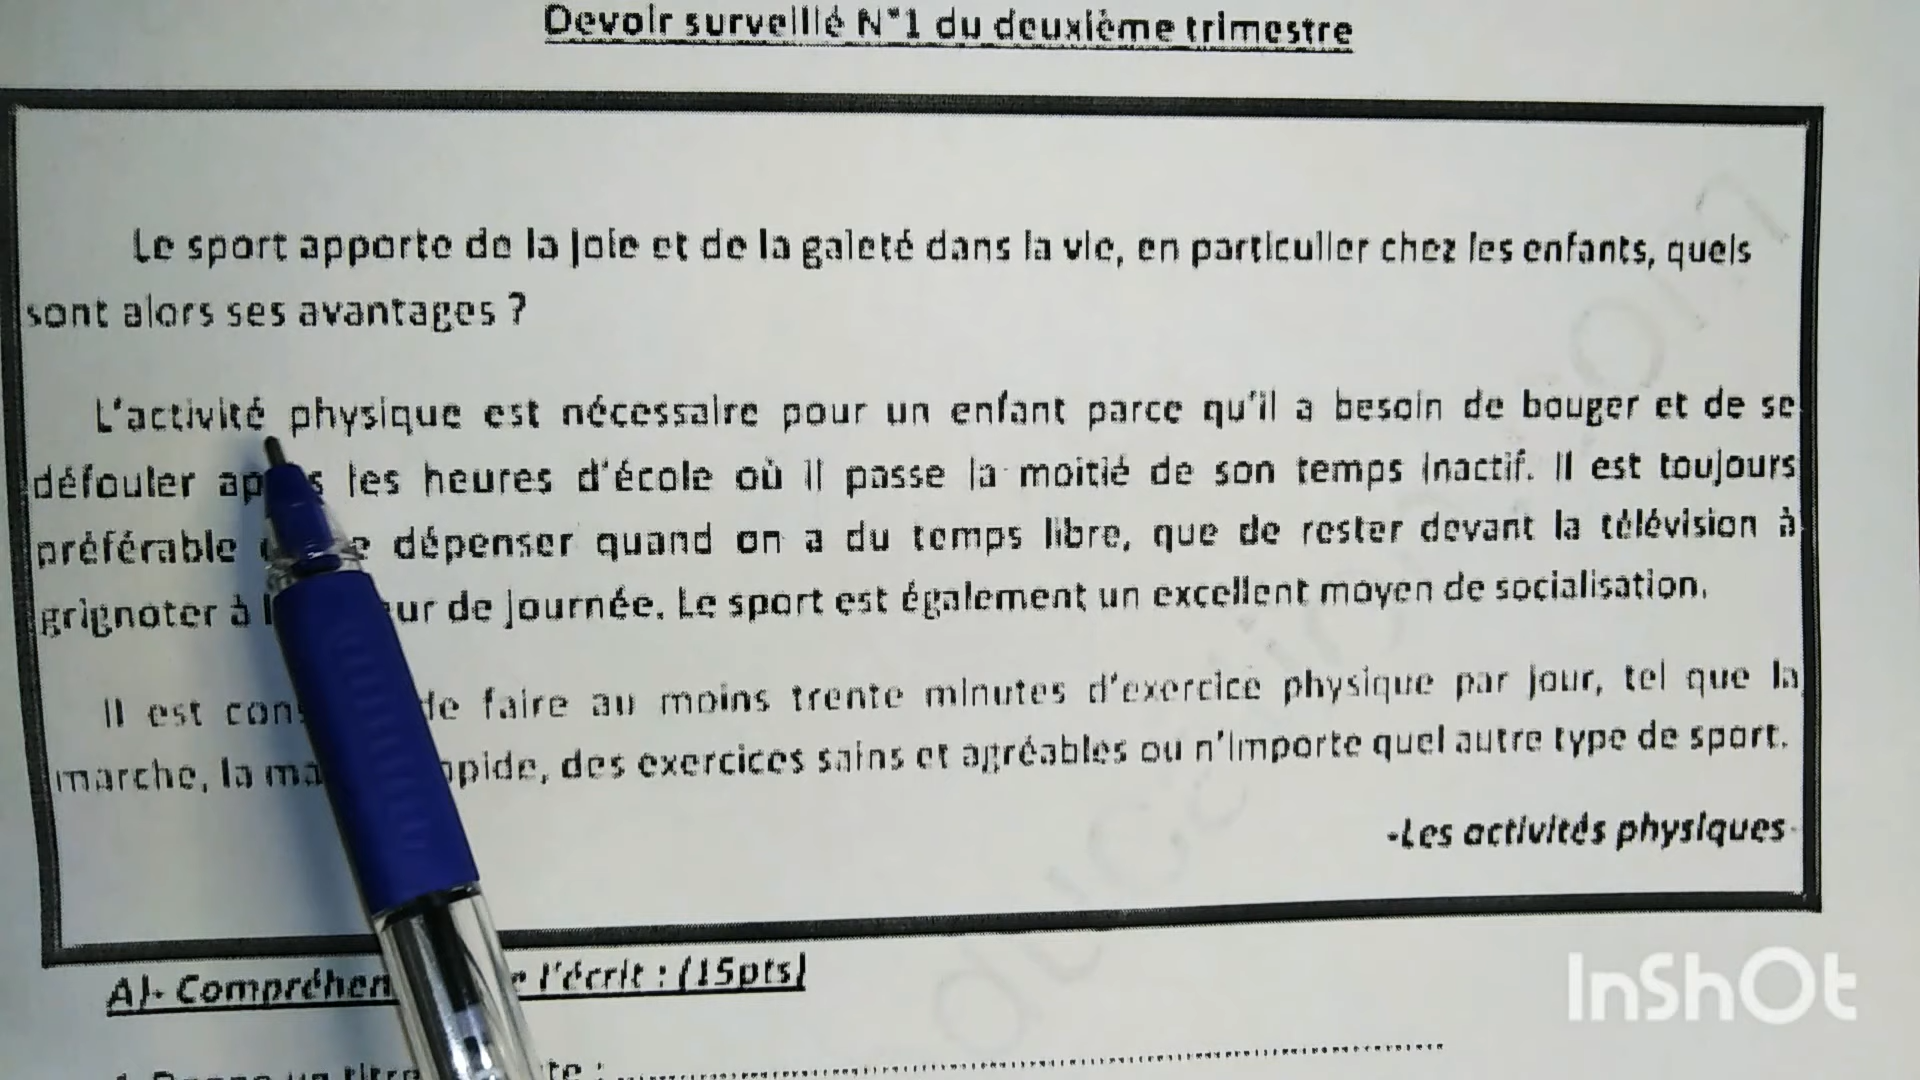 Devoir surveillé N°1 du deuxième trimestre
Le sport apporte de la joie et de la gaieté dans la vie, en particulier chez les enfants, quels
sont alors ses avantages ?
L'activité physique est nécessaire pour un enfant parce qu'il a besoin de bouger et de se
défouler les heures d'école où il passe la moitié de son temps inactif. Il est toujours
préférable dépenser quand on a du temps libre, que de rester devant la télévision à
grignoter à de journée. Le sport est également un excellent moyen de socialisation.
Il est de faire au moins trente minutes d'exercice physique par jour, tel que la
marche, la des exercices sains et agréables ou n'importe quel autre type de sport.
-Les activités physiques-
A)- l'écrit : (15pts)
un titre
InShOt